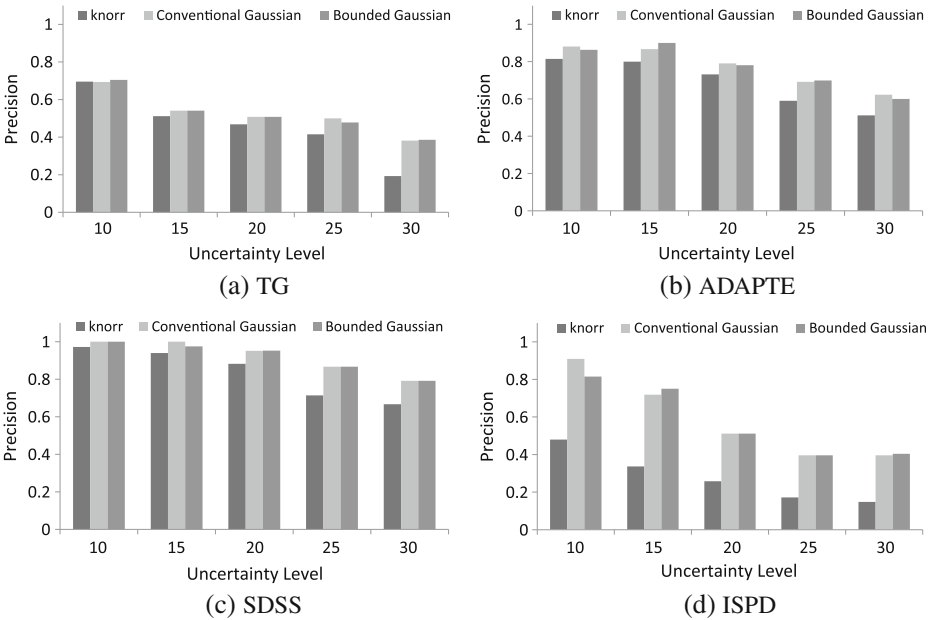 knorr Conventional Gaussian Bounded Gaussian
1
0.8
0.6
0.4
0.2
0
Precision
10 15 20 25 30
Uncertainty Level
(a) TG
knorr Conventional Gaussian Bounded Gaussian
1
0.8
0.6
0.4
0.2
0
Precision
10 15 20 25 30
Uncertainty Level
(b) ADAPTE
knorr Conventional Gaussian Bounded Gaussian
1
0.8
0.6
0.4
0.2
0
Precision
10 15 20 25 30
Uncertainty Level
(c) SDSS
knorr Conventional Gaussian Bounded Gaussian
1
0.8
0.6
0.4
0.2
0
Precision
10 15 20 25 30
Uncertainty Level
(d) ISPD